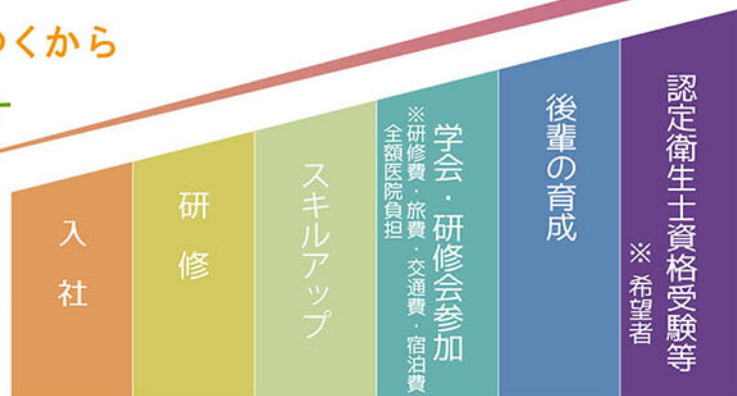 くから
入社
研修
スキルアップ
学会・研修会参加
※研修費・旅費・交通費・宿泊費
全額医院負担
後輩の育成
認定衛生士資格受験等
※ 希望者